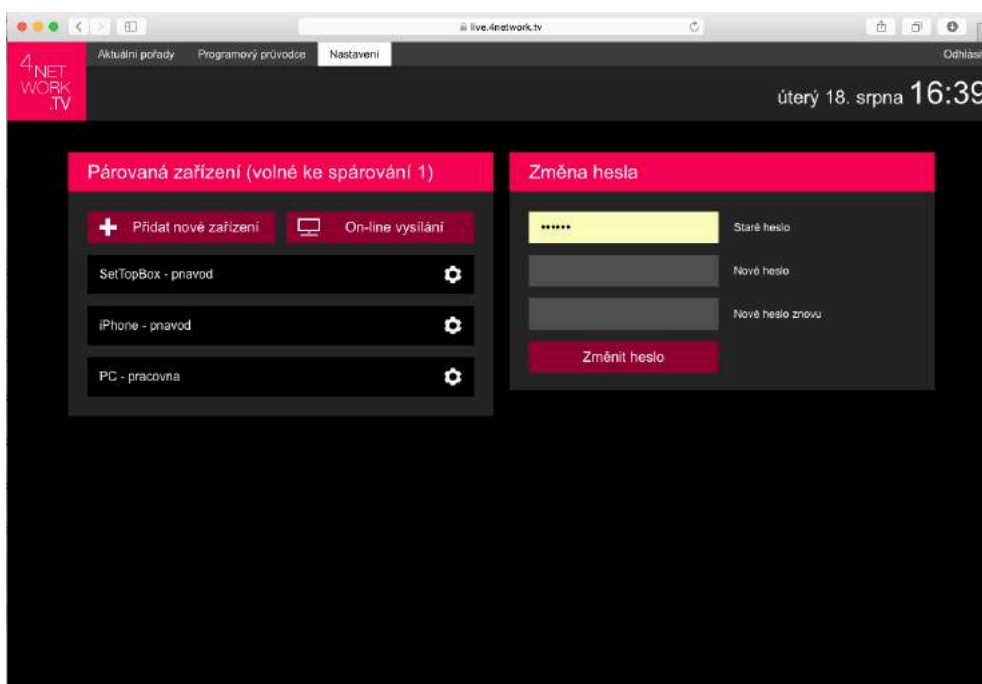 live.4network.tv
4NET
WORK
.TV
Aktuální pořady Programový průvodce Nastavení Odhlásit
úterý 18. srpna 16:39
Párovaná zařízení (volné ke spárování 1)
Přidat nové zařízení On-line vysílání
SetTopBox - pnavod
iPhone - pnavod
PC - pracovna
Změna hesla
•••••• Staré heslo
Nové heslo
Nové heslo znovu
Změnit heslo